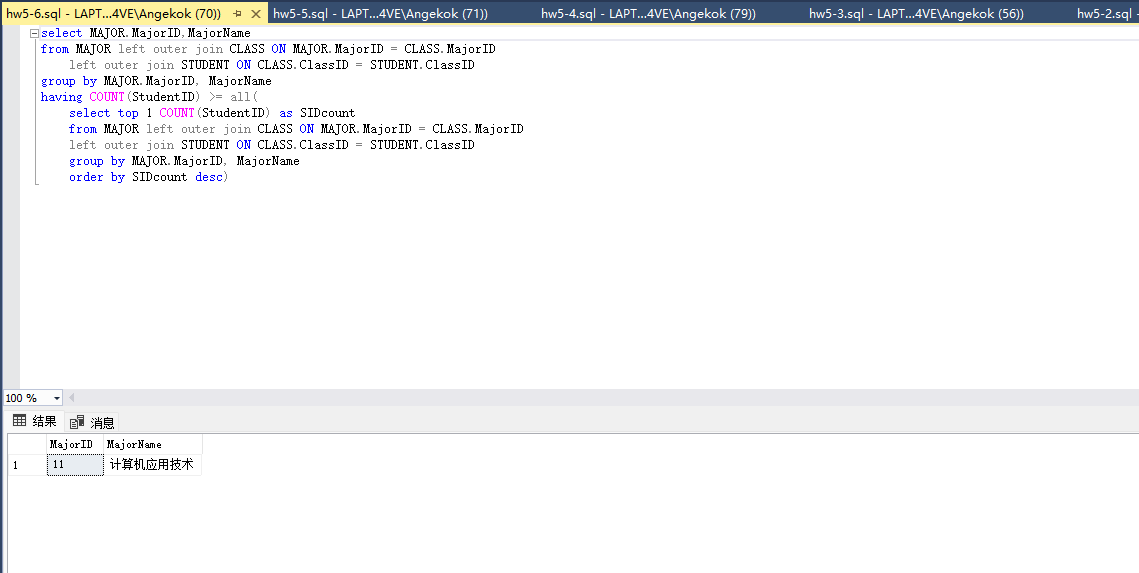 hw5-6.sql - LAPT...4VE\Angekok (70)) hw5-5.sql - LAPT...4VE\Angekok (71)) hw5-4.sql - LAPT...4VE\Angekok (79)) hw5-3.sql - LAPT...4VE\Angekok (56)) hw5-2.sql -
select MAJOR.MajorID,MajorName
from MAJOR left outer join CLASS ON MAJOR.MajorID = CLASS.MajorID
left outer join STUDENT ON CLASS.ClassID = STUDENT.ClassID
group by MAJOR.MajorID, MajorName
having COUNT(StudentID) >= all(
select top 1 COUNT(StudentID) as SIDcount
from MAJOR left outer join CLASS ON MAJOR.MajorID = CLASS.MajorID
left outer join STUDENT ON CLASS.ClassID = STUDENT.ClassID
group by MAJOR.MajorID, MajorName
order by SIDcount desc)
100 %
结果 消息
MajorID MajorName
1 11 计算机应用技术